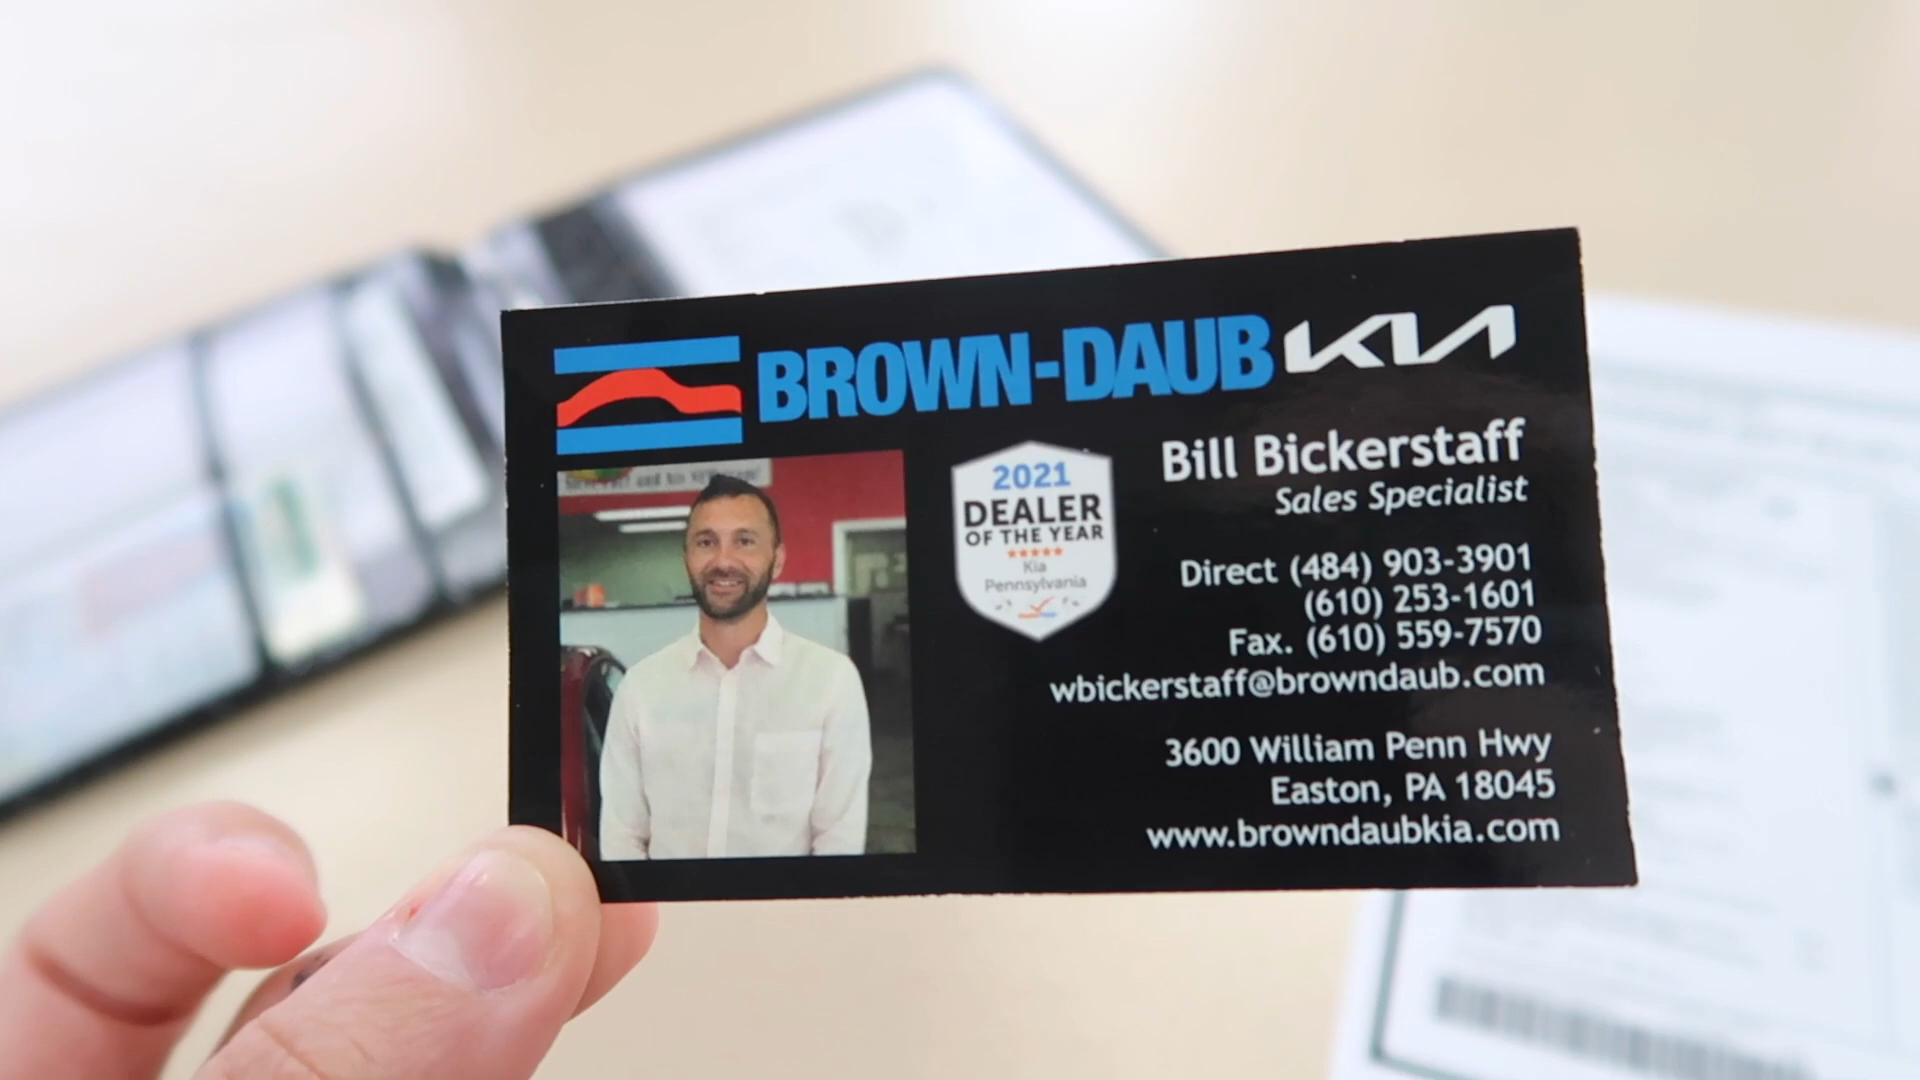 BROWN-DAUB KIA
Bill Bickerstaff
Sales Specialist
2021
DEALER
OF THE YEAR
Kia
Pennsylvania
Direct (484) 903-3901
(610) 253-1601
Fax. (610) 559-7570
wbickerstaff@browndaub.com
3600 William Penn Hwy
Easton, PA 18045
www.browndaubkia.com